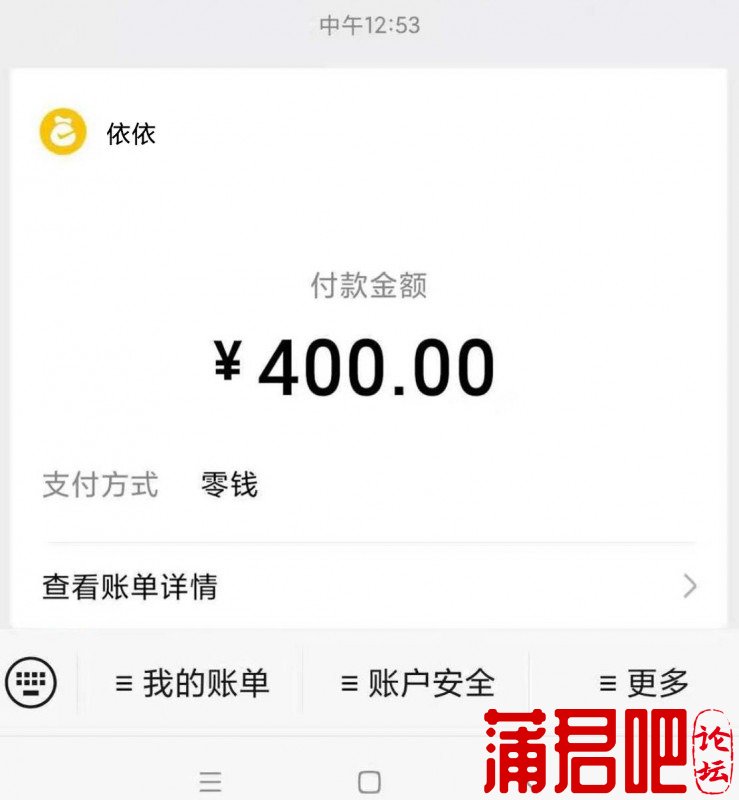 中午12:53
依依
付款金额
¥400.00
支付方式 零钱
查看账单详情
我的账单 账户安全 更多
蒲君吧论坛